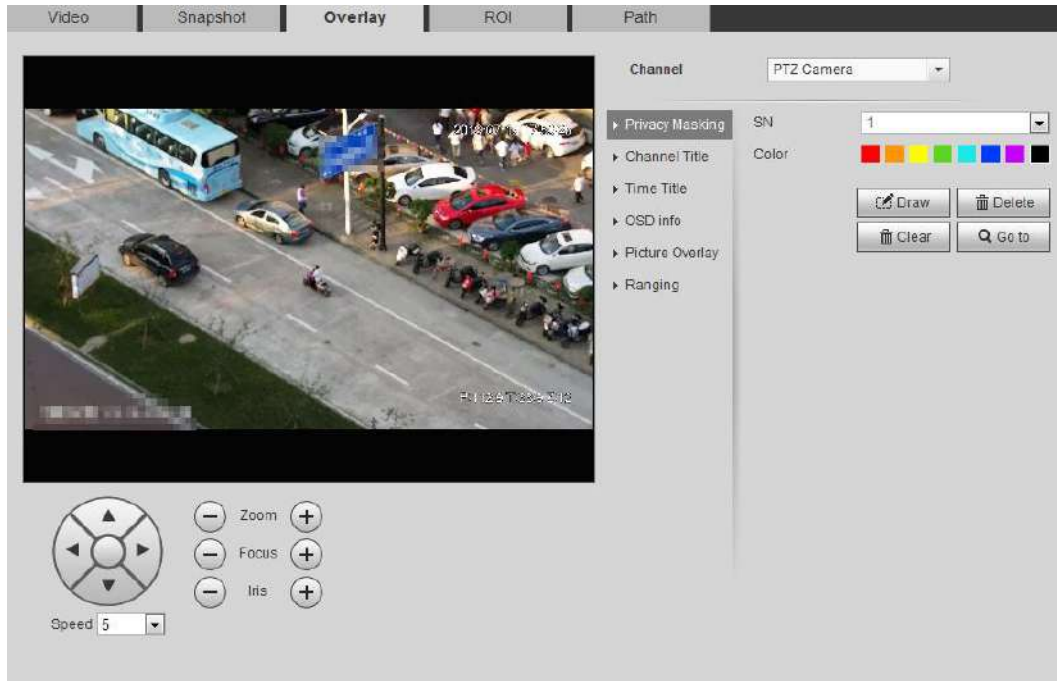 Video Snapshot Overlay ROI Path
Channel PTZ Camera
Privacy Masking
Channel Title
Time Title
OSD info
Picture Overlay
Ranging
SN 1
Color
Draw Delete
Clear Go to
Zoom
Focus
Iris
Speed 5